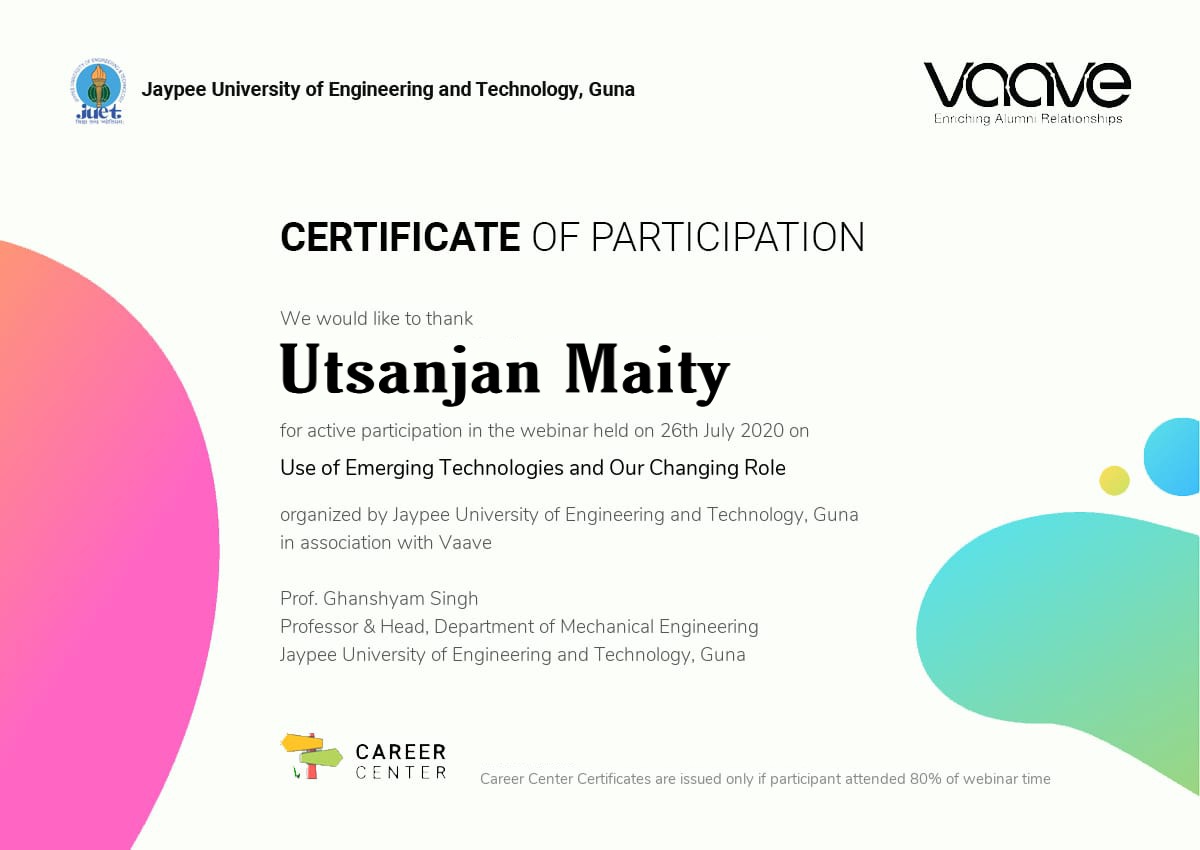 juet
Jaypee University of Engineering and Technology, Guna
vaave
Enriching Alumni Relationships
CERTIFICATE OF PARTICIPATION
We would like to thank
Utsanjan Maity
for active participation in the webinar held on 26th July 2020 on
Use of Emerging Technologies and Our Changing Role
organized by Jaypee University of Engineering and Technology, Guna
in association with Vaave
Prof. Ghanshyam Singh
Professor & Head, Department of Mechanical Engineering
Jaypee University of Engineering and Technology, Guna
CAREER
CENTER
Career Center Certificates are issued only if participant attended 80% of webinar time